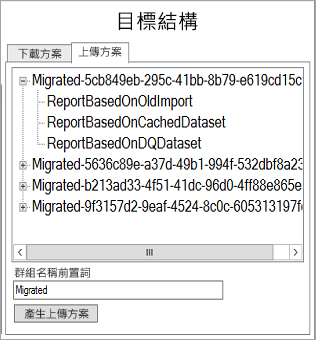 目標結構
下載方案 上傳方案
Migrated-5cb849eb-295c-41bb-8b79-e619cd15c
ReportBasedOnOldImport
ReportBasedOnCachedDataset
ReportBasedOnDQDataset
Migrated-5636c89e-a37d-49b1-994f-532dbf8a23
Migrated-b213ad33-4f51-41dc-96d0-4ff88e865e
Migrated-9f3157d2-9eaf-4524-8c0c-605313197f
群組名稱前置詞
Migrated
產生上傳方案